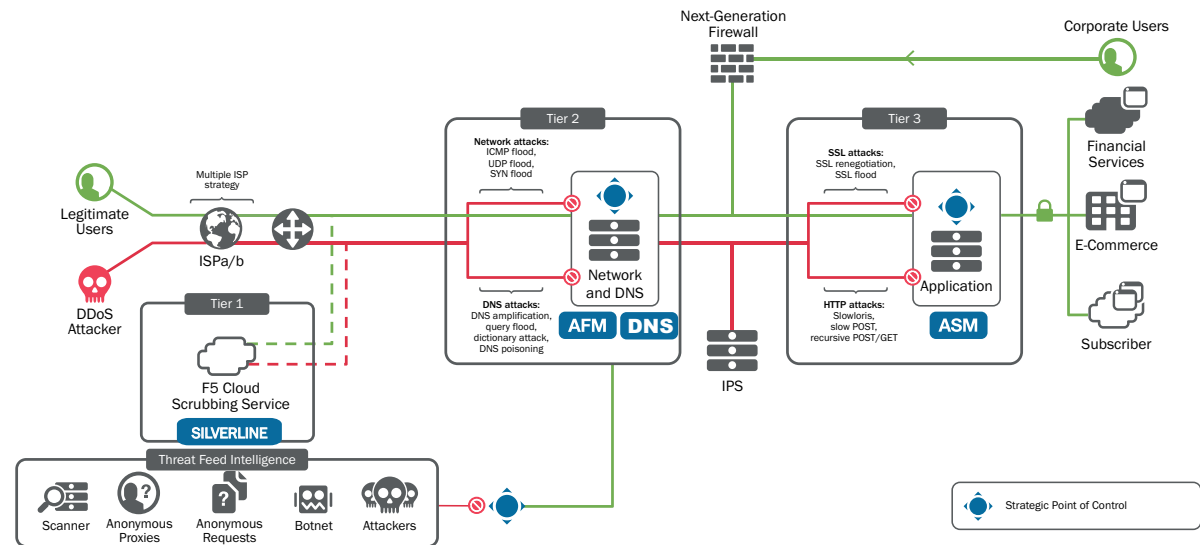 Next-Generation
Firewall
Corporate Users
Tier 2
Tier 3
Network attacks:
ICMP flood,
UDP flood,
SYN flood
SSL attacks:
SSL renegotiation,
SSL flood
Financial
Services
Multiple ISP
strategy
Legitimate
Users
ISPa/b
E-Commerce
Network
and DNS
Application
DDoS
Attacker
Tier 1
DNS attacks:
DNS amplification,
query flood,
dictionary attack,
DNS poisoning
AFM
DNS
HTTP attacks:
Slowloris,
slow POST,
recursive POST/GET
ASM
Subscriber
IPS
F5 Cloud
Scrubbing Service
SILVERLINE
Threat Feed Intelligence
?
?
?
Scanner
Anonymous
Proxies
Anonymous
Requests
Botnet
Attackers
Strategic Point of Control